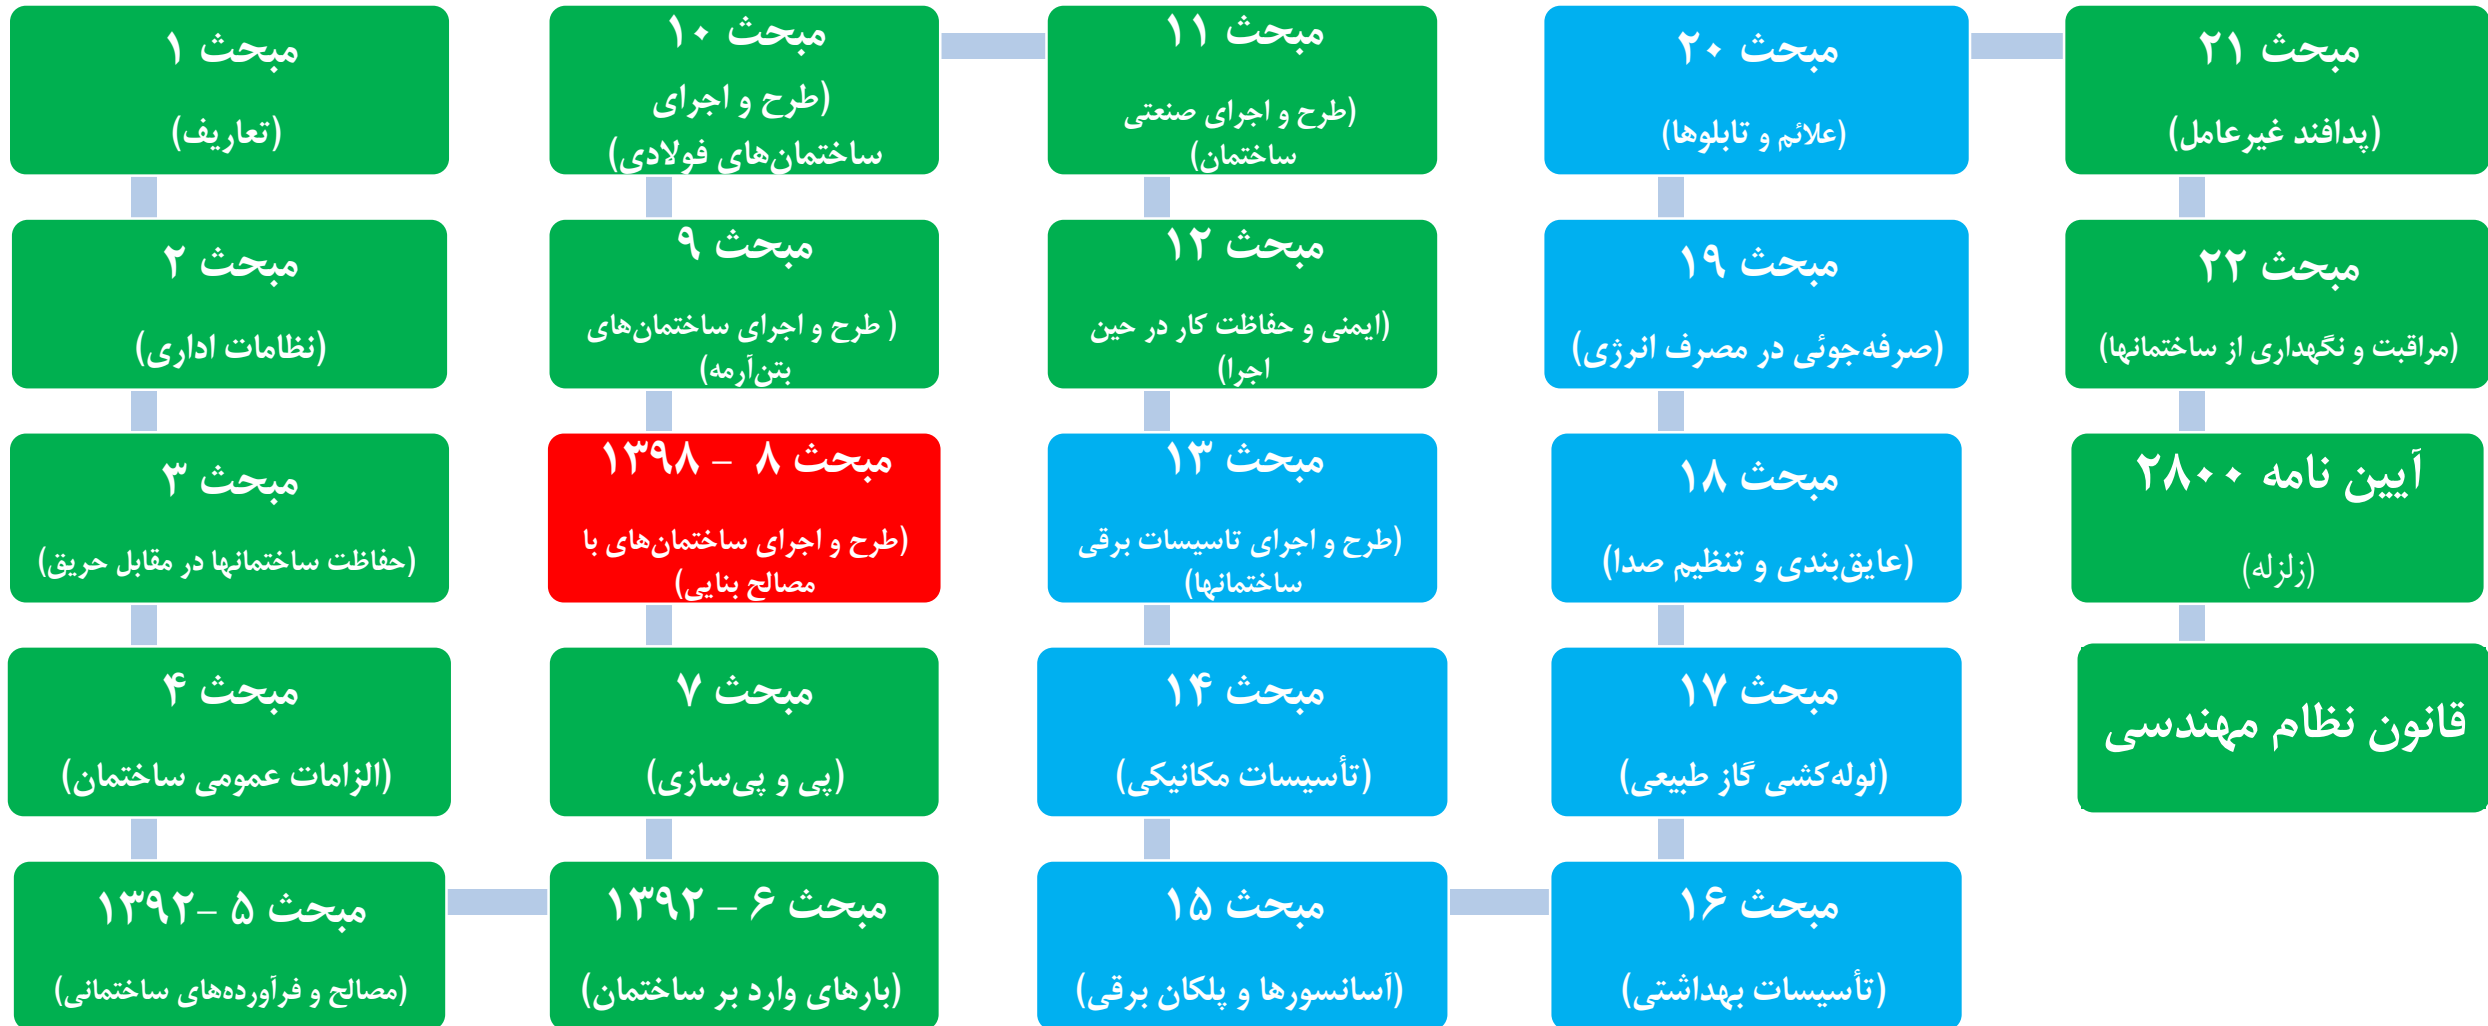 مبحث ۱
(تعاریف)
مبحث ۲
(نظامات اداری)
مبحث ۳
(حفاظت ساختمانها در مقابل حریق)
مبحث ۴
(الزامات عمومی ساختمان)
مبحث ۵ –۱۳۹۲
(مصالح و فرآورده‌های ساختمانی)
مبحث ۶ – ۱۳۹۲
(بارهای وارد بر ساختمان)
مبحث ۷
(پی و پی‌سازی)
مبحث ۸ – ۱۳۹۸
(طرح و اجرای ساختمان‌های با
مصالح بنایی)
مبحث ۹
( طرح و اجرای ساختمان‌های
بتن‌آرمه)
مبحث ۱۰
(طرح و اجرای
ساختمان‌های فولادی)
مبحث ۱۱
(طرح و اجرای صنعتی
ساختمان)
مبحث ۱۲
(ایمنی و حفاظت کار در حین
اجرا)
مبحث ۱۳
(طرح و اجرای تاسیسات برقی
ساختمانها)
مبحث ۱۴
(تأسیسات مکانیکی)
مبحث ۱۵
(آسانسورها و پلکان برقی)
مبحث ۱۶
(تأسیسات بهداشتی)
مبحث ۱۷
(لوله‌کشی گاز طبیعی)
مبحث ۱۸
(عایق‌بندی و تنظیم صدا)
مبحث ۱۹
(صرفه‌جوئی در مصرف انرژی)
مبحث ۲۰
(علائم و تابلوها)
مبحث ۲۱
(پدافند غیرعامل)
مبحث ۲۲
(مراقبت و نگهداری از ساختمانها)
آیین نامه ۲۸۰۰
(زلزله)
قانون نظام مهندسی